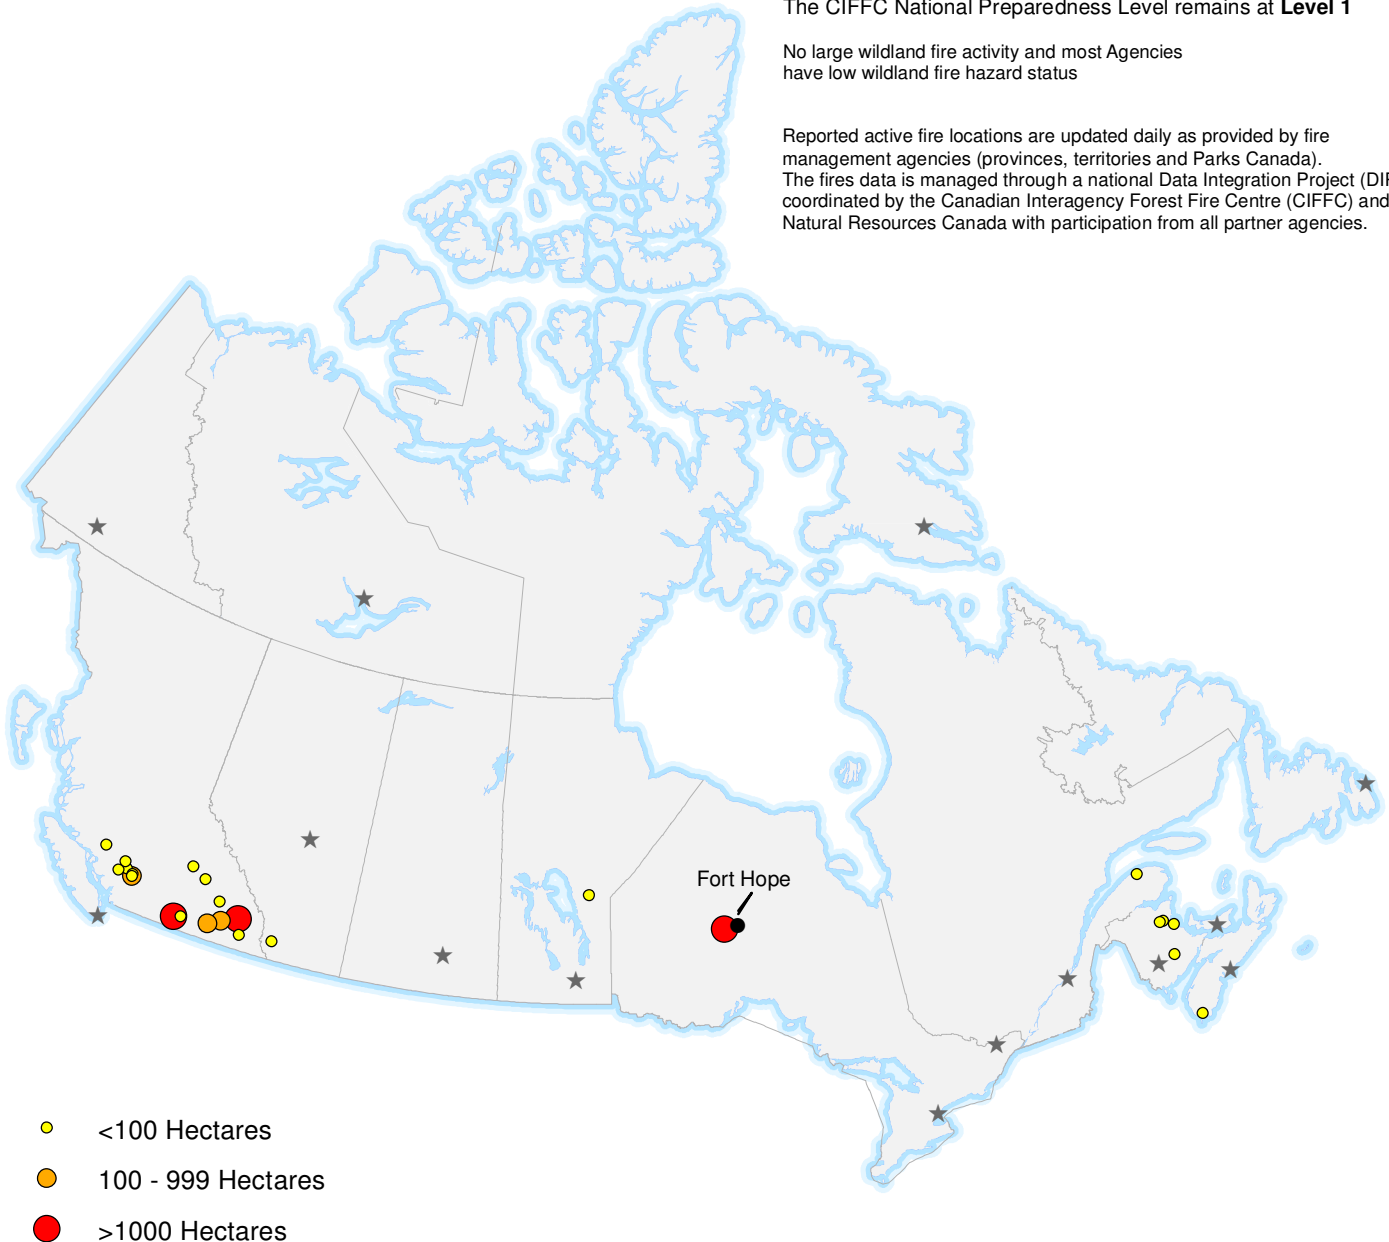 The CIFFC National Preparedness Level remains at Level 1
No large wildland fire activity and most Agencies
have low wildland fire hazard status
Reported active fire locations are updated daily as provided by fire
management agencies (provinces, territories and Parks Canada).
The fires data is managed through a national Data Integration Project (DIF
coordinated by the Canadian Interagency Forest Fire Centre (CIFFC) and
Natural Resources Canada with participation from all partner agencies.
Fort Hope
<100 Hectares
100 - 999 Hectares
>1000 Hectares